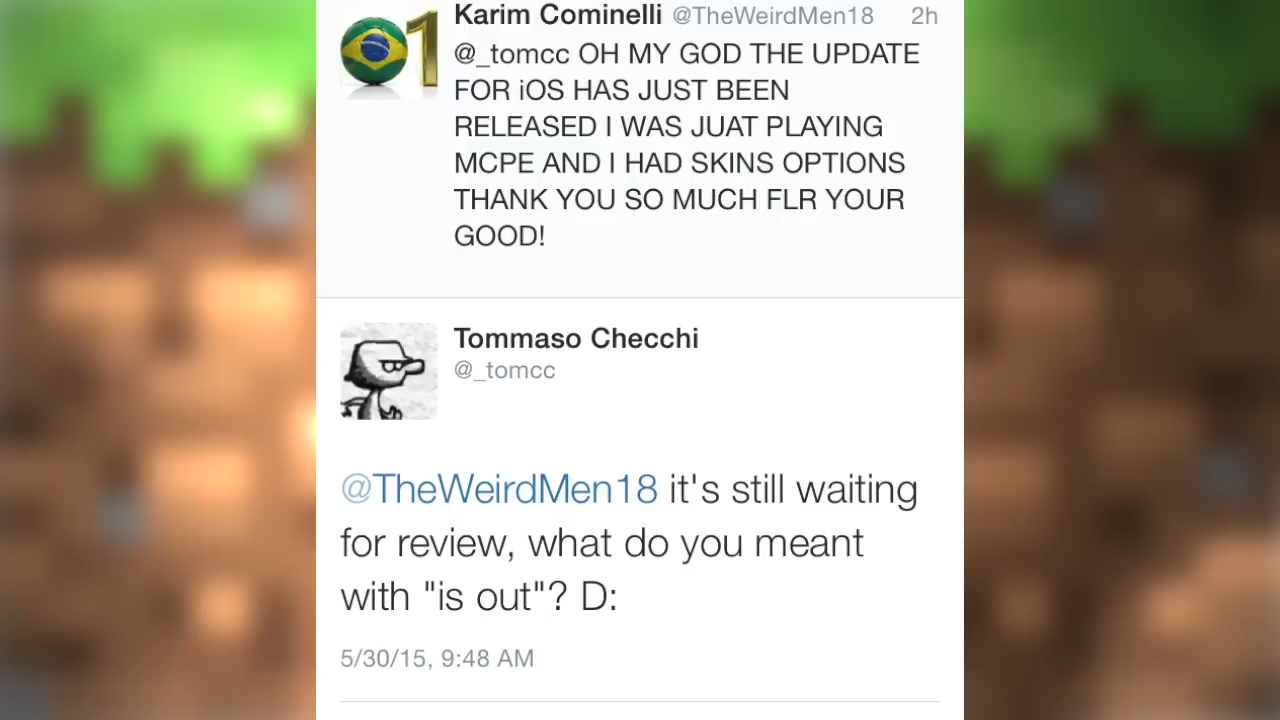 Karim Cominelli @TheWeirdMen18 2h
@_tomcc OH MY GOD THE UPDATE
FOR iOS HAS JUST BEEN
RELEASED I WAS JUAT PLAYING
MCPE AND I HAD SKINS OPTIONS
THANK YOU SO MUCH FLR YOUR
GOOD!
Tommaso Checchi
@_tomcc
@TheWeirdMen18 it's still waiting
for review, what do you meant
with "is out"? D:
5/30/15, 9:48 AM